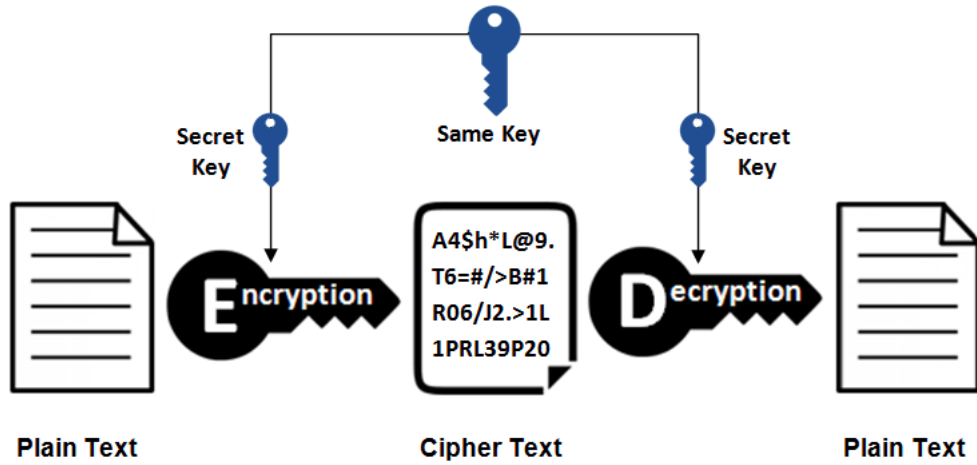 Same Key
Secret
Key
Secret
Key
Encryption
A4$h*L@9.
T6=#/>B#1
R06/J2.>1L
1PRL39P20
Decryption
Plain Text
Cipher Text
Plain Text